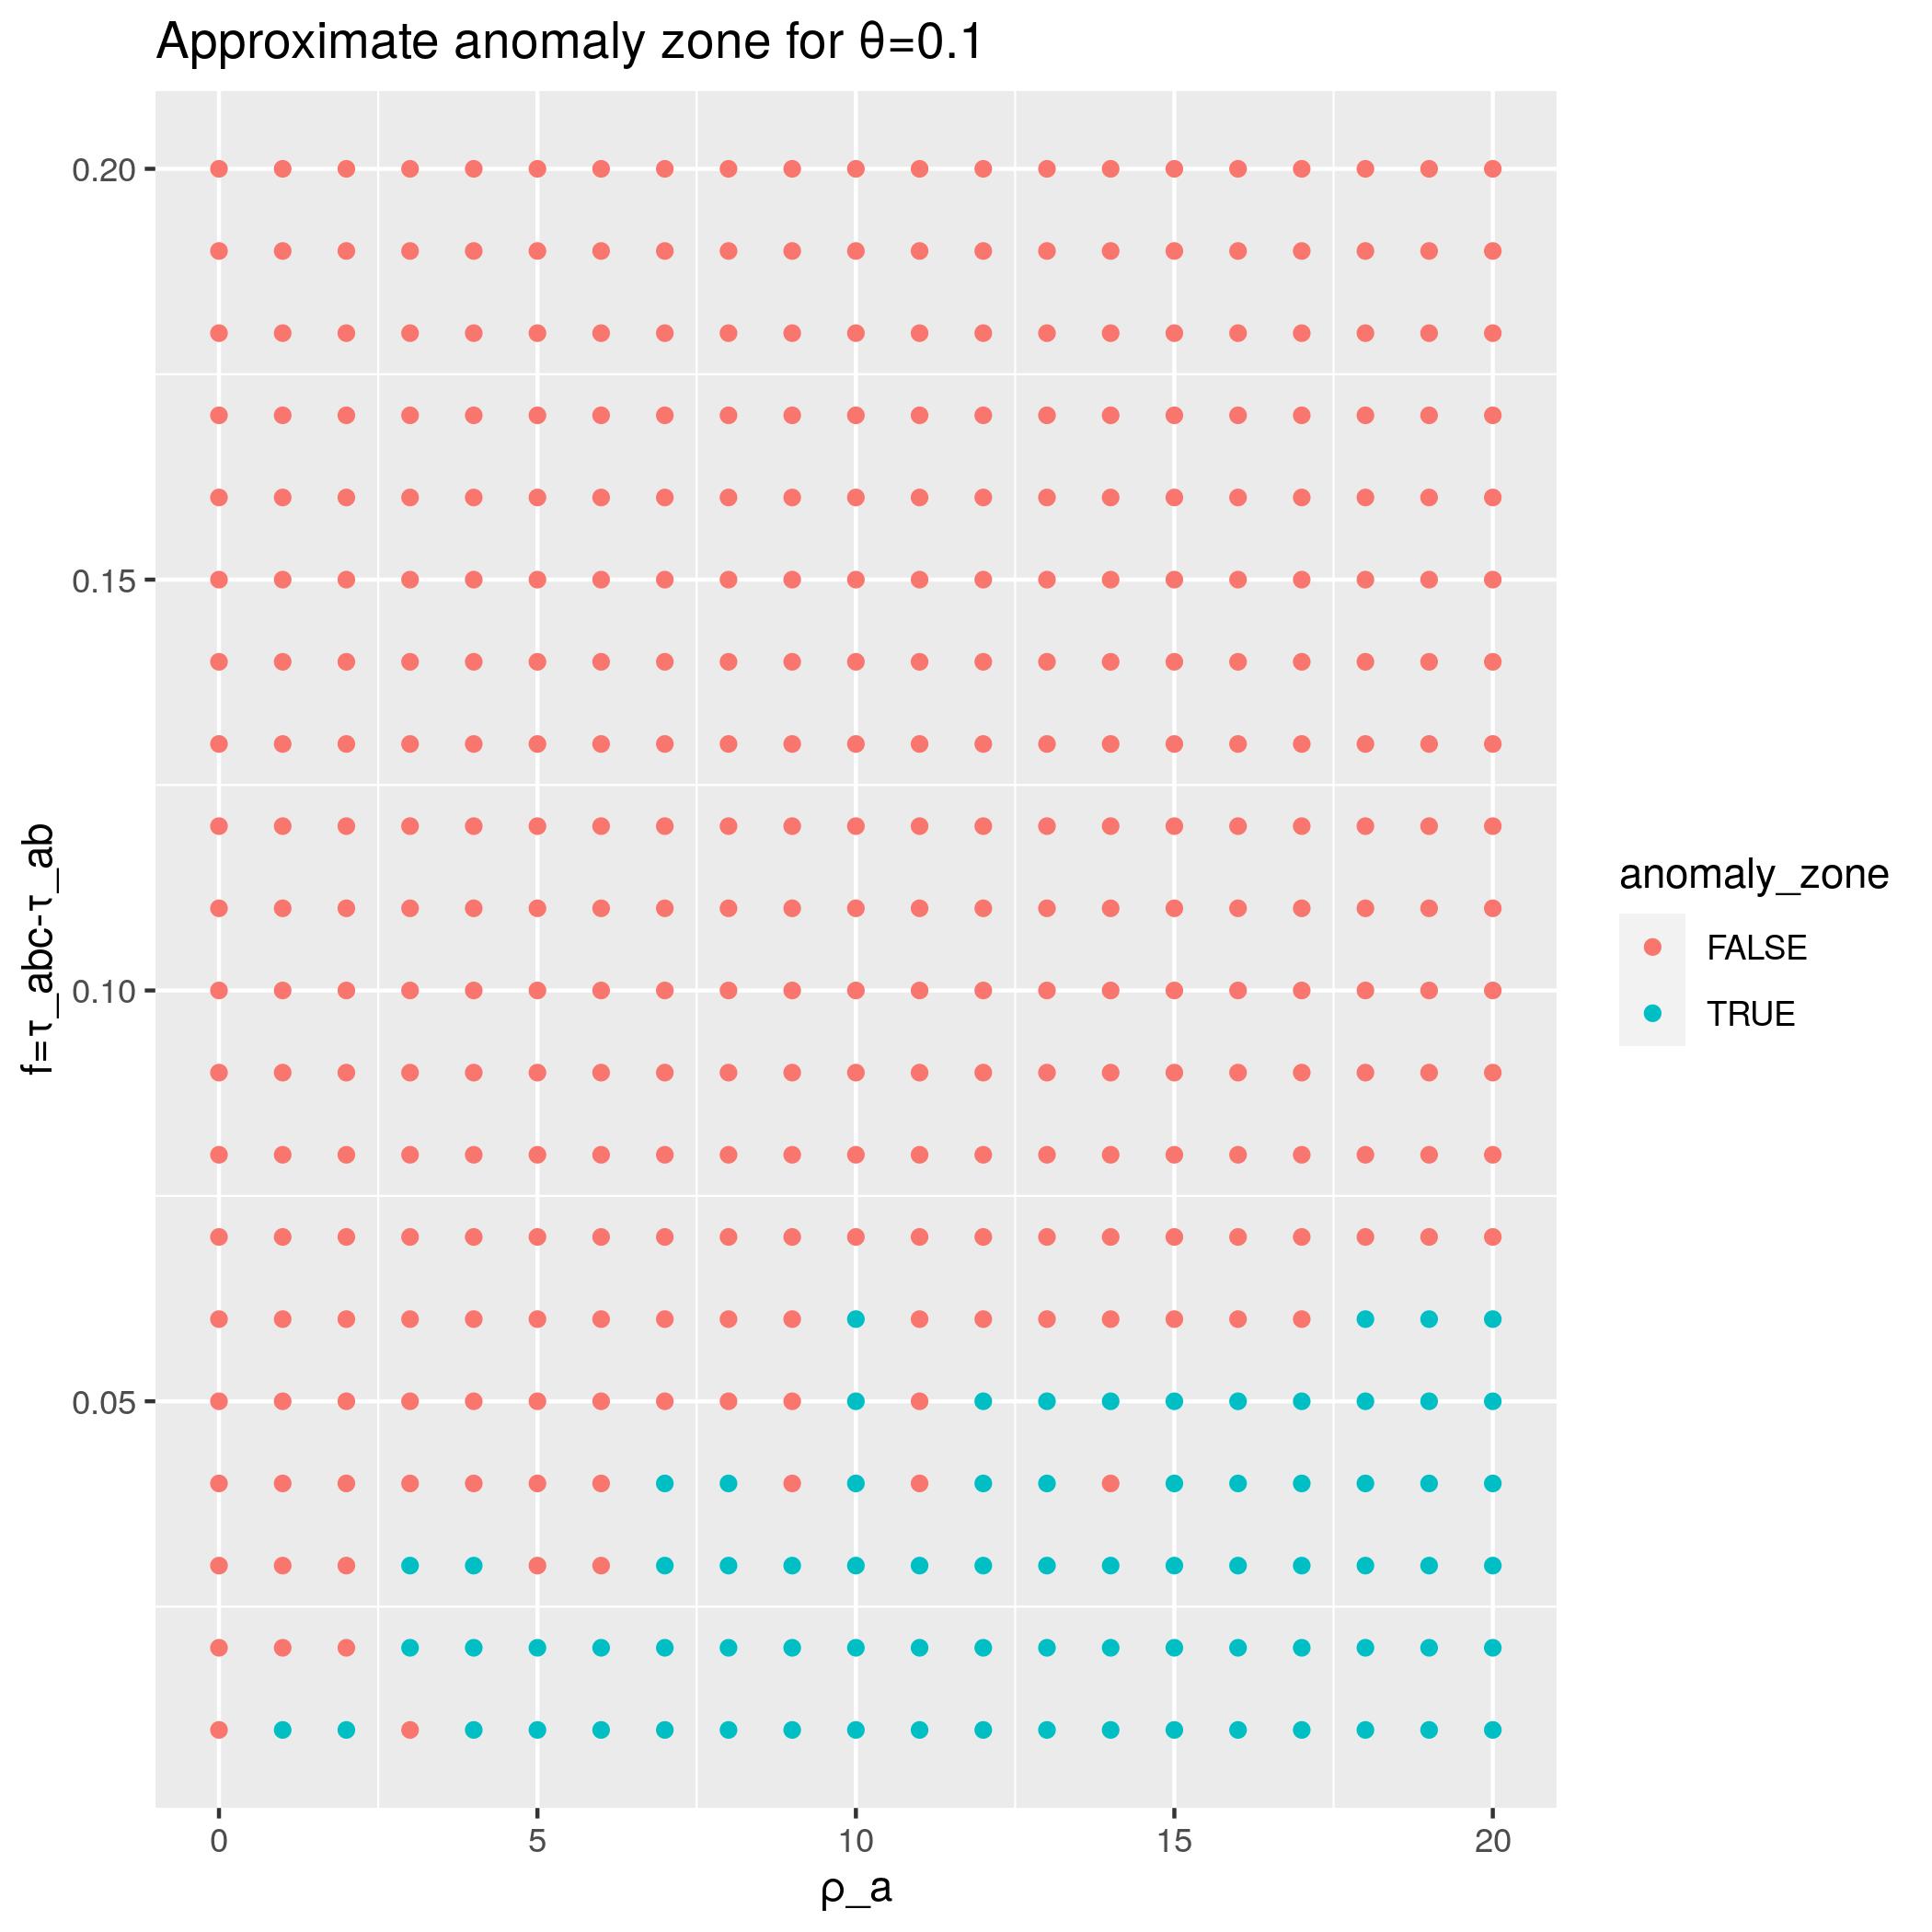 Approximate anomaly zone for θ=0.1
f=τ_abc-τ_ab
0.20
0.15
0.10
0.05
0
5
10
15
20
ρ_a
anomaly_zone
FALSE
TRUE